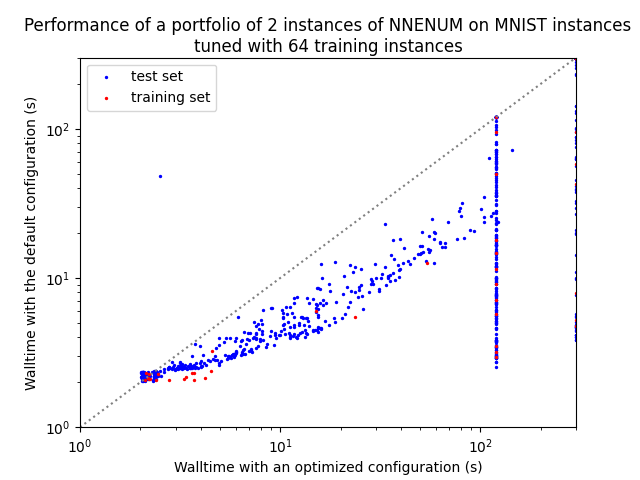 Performance of a portfolio of 2 instances of NNENUM on MNIST instances
tuned with 64 training instances
test set
training set
Walltime with the default configuration (s)
10²
10¹
10⁰
10⁰ 10¹ 10²
Walltime with an optimized configuration (s)